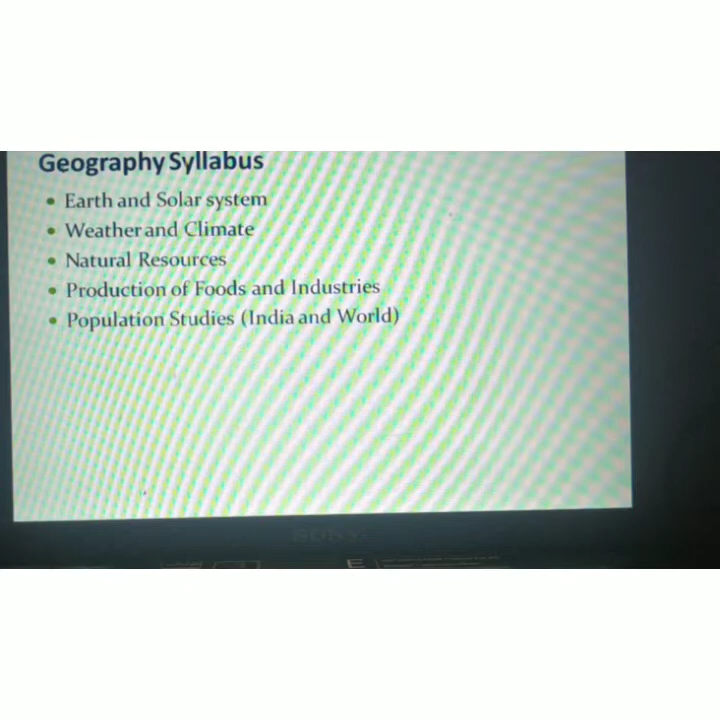 Geography Syllabus
• Earth and Solar system
• Weather and Climate
• Natural Resources
• Production of Foods and Industries
• Population Studies (India and World)
SONY